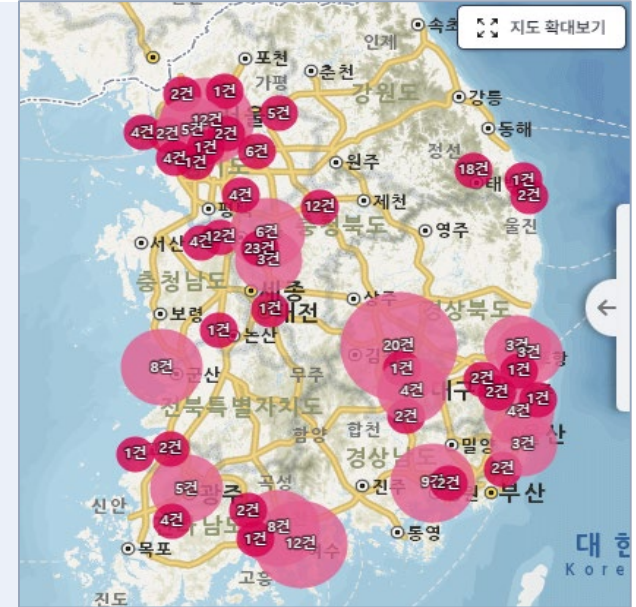 속초
지도 확대보기
인제
포천
춘천
가평
강원도
강릉
동해
2건
1건
12건
5건
4건
2건
5건
2건
1건
4건
1건
6건
원주
정선
18건
태
1건
2건
울진
4건
12건
제천
평
서산
4건
12건
6건
23건
3건
충청북도
영주
충청남도
세종
상주
경상북도
보령
1건
대전
1건
논산
8건
군산
무주
20건
1건
4건
2건
대구
3건
3건
1건
2건
2건
1건
4건
3건
전북특별자치도
함양
합천
밀양
경상남도
1건
2건
5건
광주
곡성
진주
2건
2건
부산
신안
4건
2건
8건
1건
12건
목포
고흥
통영
진도
대 한
Kore